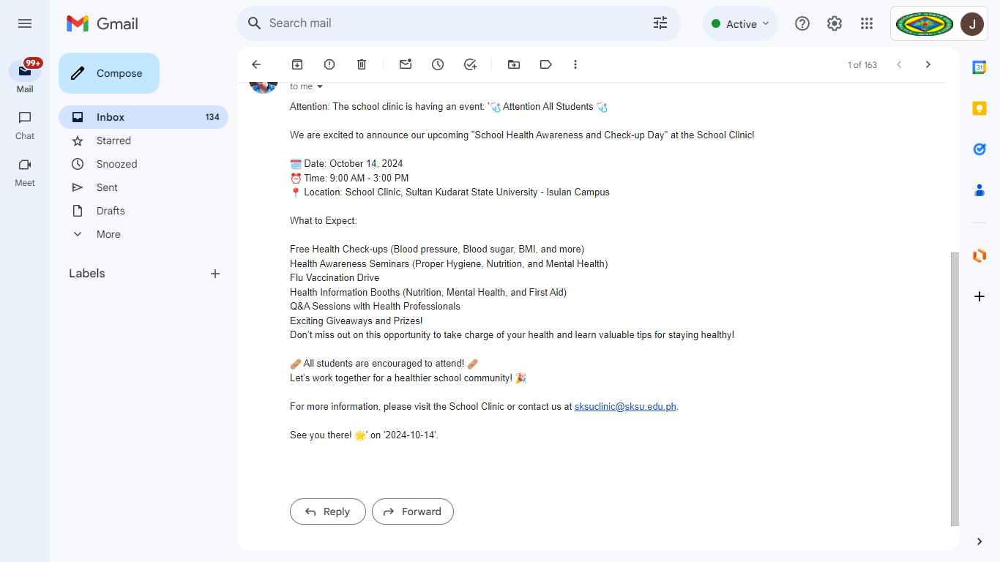 Gmail
Search mail
Active
J
99+
Mail
Chat
Meet
Compose
Inbox 134
Starred
Snoozed
Sent
Drafts
More
Labels
1 of 163
31
to me
Attention: The school clinic is having an event: '🩺 Attention All Students 🩺
We are excited to announce our upcoming "School Health Awareness and Check-up Day" at the School Clinic!
🗓️ Date: October 14, 2024
⏰ Time: 9:00 AM - 3:00 PM
📍 Location: School Clinic, Sultan Kudarat State University - Isulan Campus
What to Expect:
Free Health Check-ups (Blood pressure, Blood sugar, BMI, and more)
Health Awareness Seminars (Proper Hygiene, Nutrition, and Mental Health)
Flu Vaccination Drive
Health Information Booths (Nutrition, Mental Health, and First Aid)
Q&A Sessions with Health Professionals
Exciting Giveaways and Prizes!
Don't miss out on this opportunity to take charge of your health and learn valuable tips for staying healthy!
🩹 All students are encouraged to attend! 🩹
Let's work together for a healthier school community! 🎉
For more information, please visit the School Clinic or contact us at sksuclinic@sksu.edu.ph.
See you there! 🌟' on '2024-10-14'.
Reply
Forward